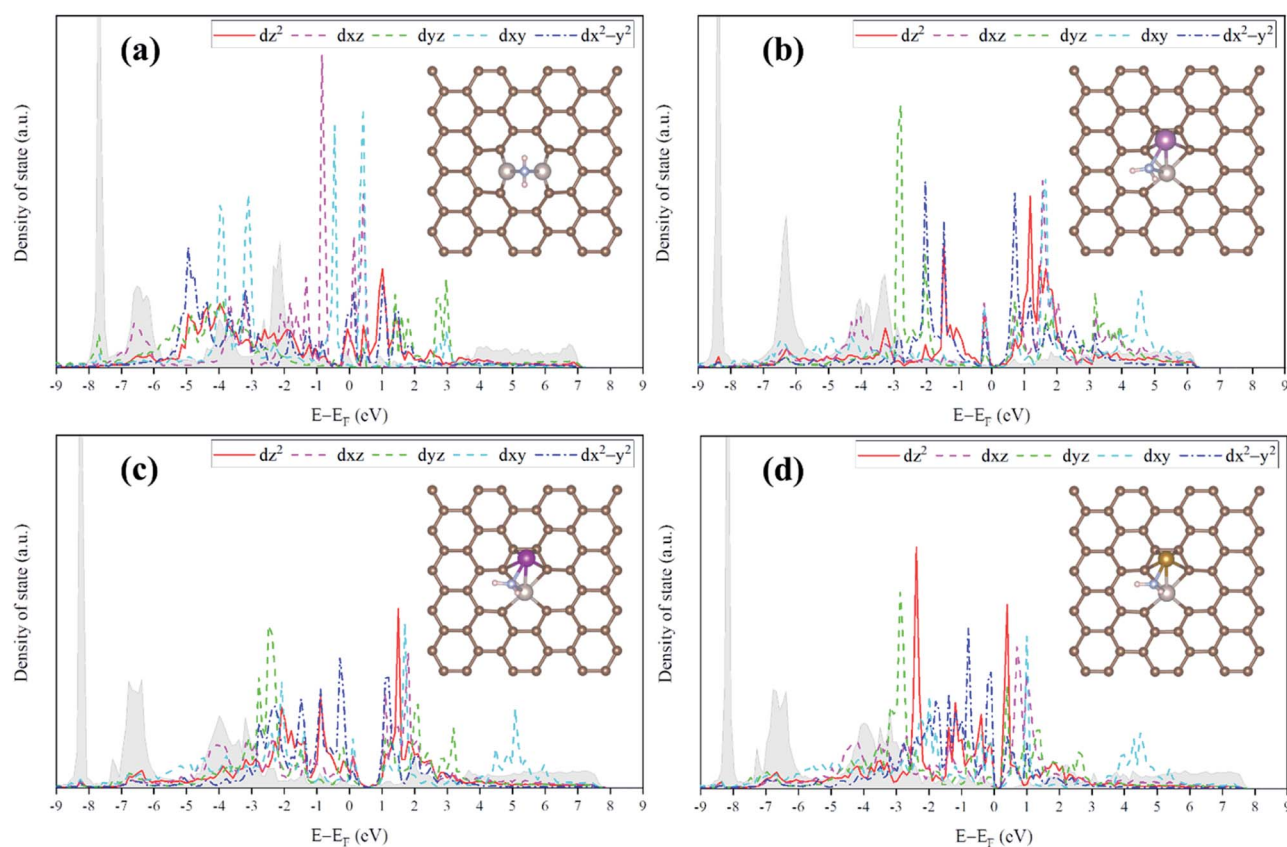 (a)
dz² dxz dyz dxy dx²−y²
Density of state (a.u.)
-9 -8 -7 -6 -5 -4 -3 -2 -1 0 1 2 3 4 5 6 7 8 9
E−E_F (eV)
(b)
dz² dxz dyz dxy dx²−y²
Density of state (a.u.)
-9 -8 -7 -6 -5 -4 -3 -2 -1 0 1 2 3 4 5 6 7 8 9
E−E_F (eV)
(c)
dz² dxz dyz dxy dx²−y²
Density of state (a.u.)
-9 -8 -7 -6 -5 -4 -3 -2 -1 0 1 2 3 4 5 6 7 8 9
E−E_F (eV)
(d)
dz² dxz dyz dxy dx²−y²
Density of state (a.u.)
-9 -8 -7 -6 -5 -4 -3 -2 -1 0 1 2 3 4 5 6 7 8 9
E−E_F (eV)